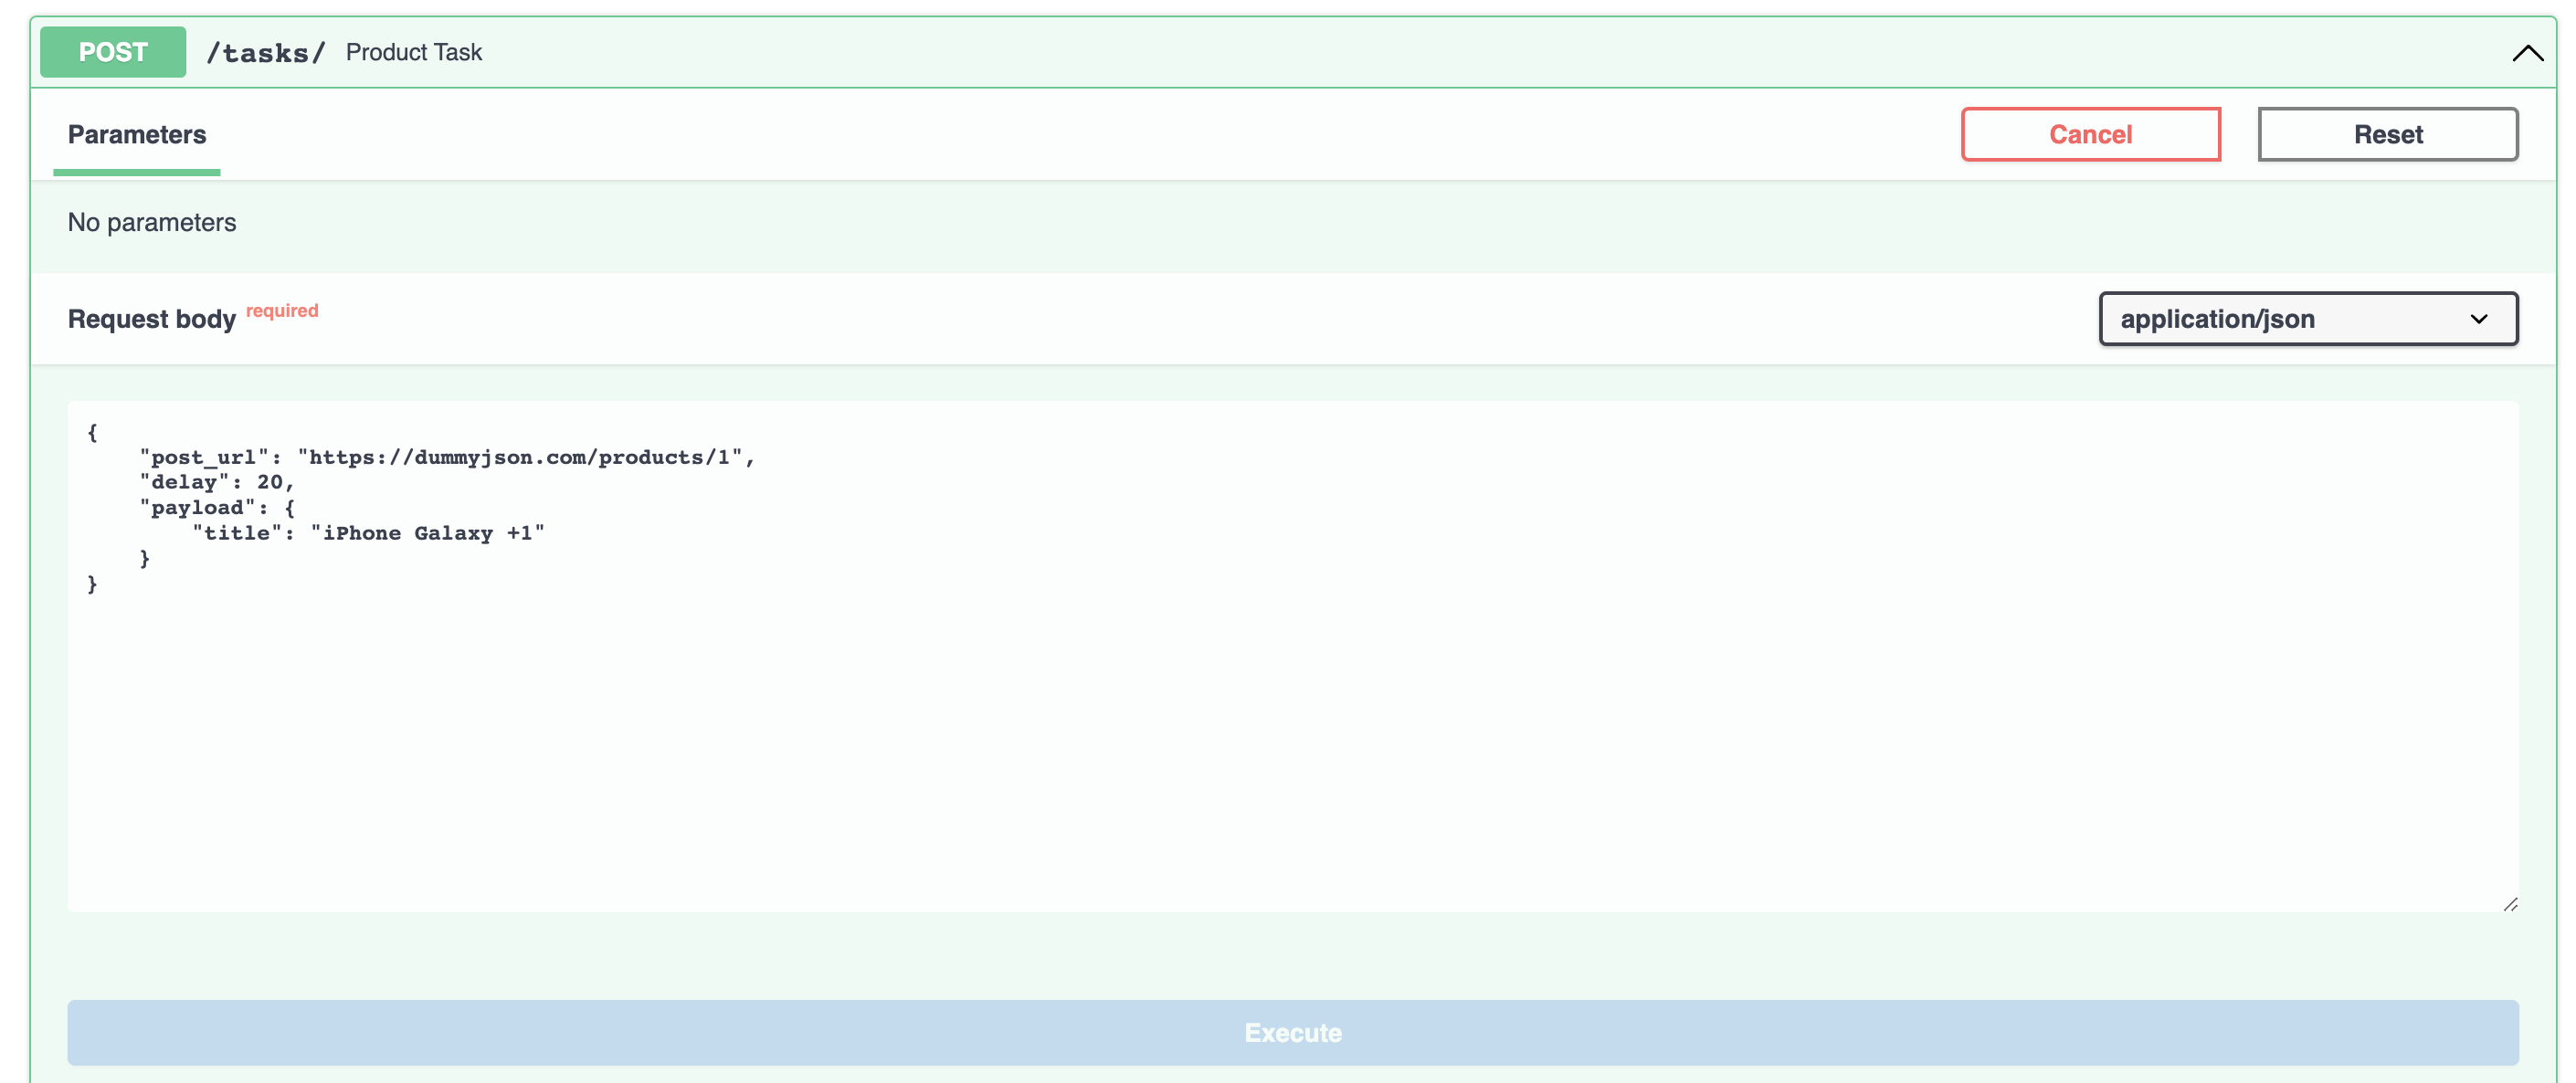 POST /tasks/ Product Task
Parameters
Cancel
Reset
No parameters
Request body required
application/json
{
    "post_url": "https://dummyjson.com/products/1",
    "delay": 20,
    "payload": {
        "title": "iPhone Galaxy +1"
    }
}
Execute